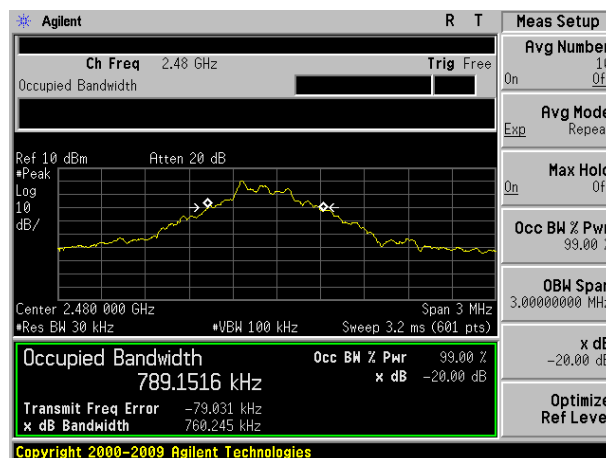 Agilent R T Meas Setup
Avg Number
10
On Of
Ch Freq 2.48 GHz Trig Free
Occupied Bandwidth
Avg Mode
Exp Repea
Ref 10 dBm Atten 20 dB
#Peak
Log
10
dB/
Max Hold
On Of
Occ BW % Pwr
99.00 %
OBW Span
3.00000000 MHz
Center 2.480 000 GHz Span 3 MHz
#Res BW 30 kHz #VBW 100 kHz Sweep 3.2 ms (601 pts)
Occupied Bandwidth Occ BW % Pwr 99.00 %
789.1516 kHz x dB -20.00 dB
x dB
-20.00 dB
Transmit Freq Error -79.031 kHz
x dB Bandwidth 760.245 kHz
Optimize
Ref Leve
Copyright 2000-2009 Agilent Technologies